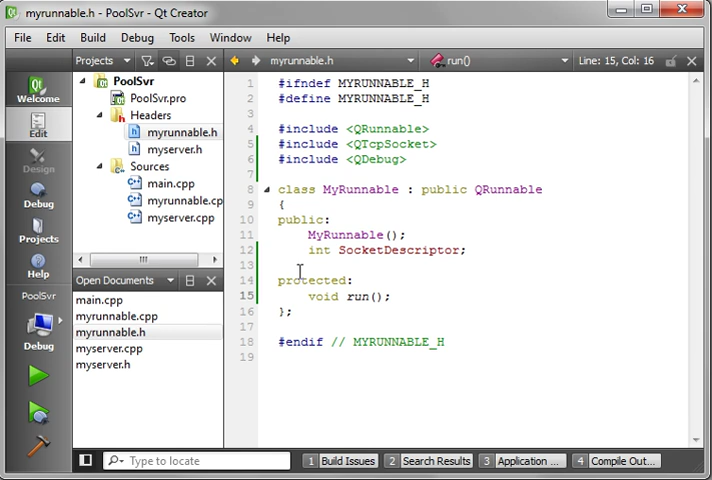 myrunnable.h - PoolSvr - Qt Creator
File Edit Build Debug Tools Window Help
Projects myrunnable.h run() Line: 15, Col: 16
Welcome
Edit
Design
Debug
Projects
Help
PoolSvr
Debug
PoolSvr
PoolSvr.pro
Headers
myrunnable.h
myserver.h
Sources
main.cpp
myrunnable.cp
myserver.cpp
Open Documents
main.cpp
myrunnable.cpp
myrunnable.h
myserver.cpp
myserver.h
1 #ifndef MYRUNNABLE_H
2 #define MYRUNNABLE_H
3
4 #include <QRunnable>
5 #include <QTcpSocket>
6 #include <QDebug>
7
8 class MyRunnable : public QRunnable
9 {
10 public:
11 MyRunnable();
12 int SocketDescriptor;
13
14 protected:
15 void run();
16 };
17
18 #endif // MYRUNNABLE_H
19
Type to locate 1 Build Issues 2 Search Results 3 Application ... 4 Compile Out...